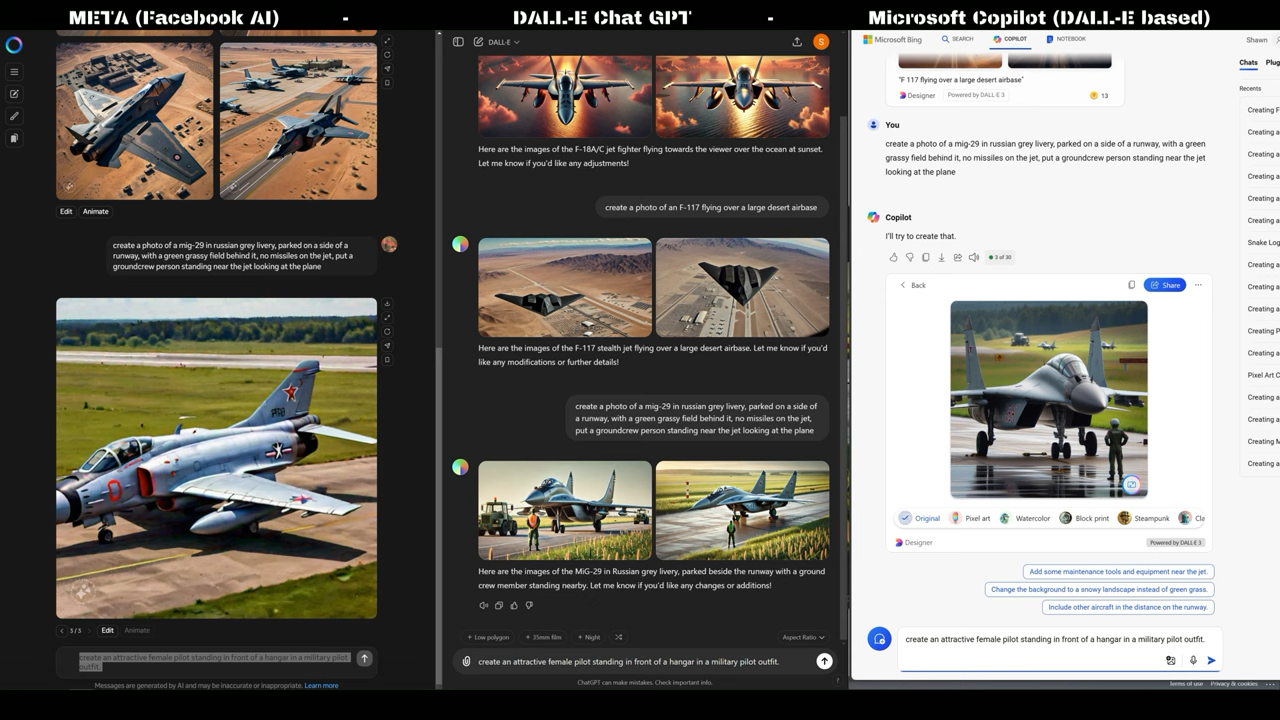 META (Facebook AI) -
DALL-E Chat GPT -
Microsoft Copilot (DALL-E based)
Edit Animate
create a photo of a mig-29 in russian grey livery, parked on a side of a
runway, with a green grassy field behind it, no missiles on the jet, put a
groundcrew person standing near the jet looking at the plane
3/3 Edit Animate
create an attractive female pilot standing in front of a hangar in a military pilot
outfit.
Messages are generated by AI and may be inaccurate or inappropriate. Learn more
DALL-E
S
Here are the images of the F-18A/C jet fighter flying towards the viewer over the ocean at sunset.
Let me know if you'd like any adjustments!
create a photo of an F-117 flying over a large desert airbase
Here are the images of the F-117 stealth jet flying over a large desert airbase. Let me know if you'd
like any modifications or further details!
create a photo of a mig-29 in russian grey livery, parked on a side of
a runway, with a green grassy field behind it, no missiles on the jet,
put a groundcrew person standing near the jet looking at the plane
Here are the images of the MiG-29 in Russian grey livery, parked beside the runway with a ground
crew member standing nearby. Let me know if you'd like any changes or additions!
+ Low polygon + 35mm film + Night Aspect Ratio
create an attractive female pilot standing in front of a hangar in a military pilot outfit.
ChatGPT can make mistakes. Check important info.
?
Microsoft Bing SEARCH COPILOT NOTEBOOK Shawn
Chats Plug
"F 117 flying over a large desert airbase"
Designer Powered by DALL·E 3 13
Recents
Creating F
Creating a
Creating a
Creating a
Creating a
Creating a
Snake Log
Creating a
Creating a
Creating a
Creating P
Creating a
Pixel Art C
Creating a
Creating a
Creating M
Creating a
You
create a photo of a mig-29 in russian grey livery, parked on a side of a runway, with a green
grassy field behind it, no missiles on the jet, put a groundcrew person standing near the jet
looking at the plane
Copilot
I'll try to create that.
3 of 30
Back Share
Original Pixel art Watercolor Block print Steampunk Cla
Designer Powered by DALL·E 3
Add some maintenance tools and equipment near the jet.
Change the background to a snowy landscape instead of green grass.
Include other aircraft in the distance on the runway.
create an attractive female pilot standing in front of a hangar in a military pilot outfit.
Terms of use Privacy & cookies